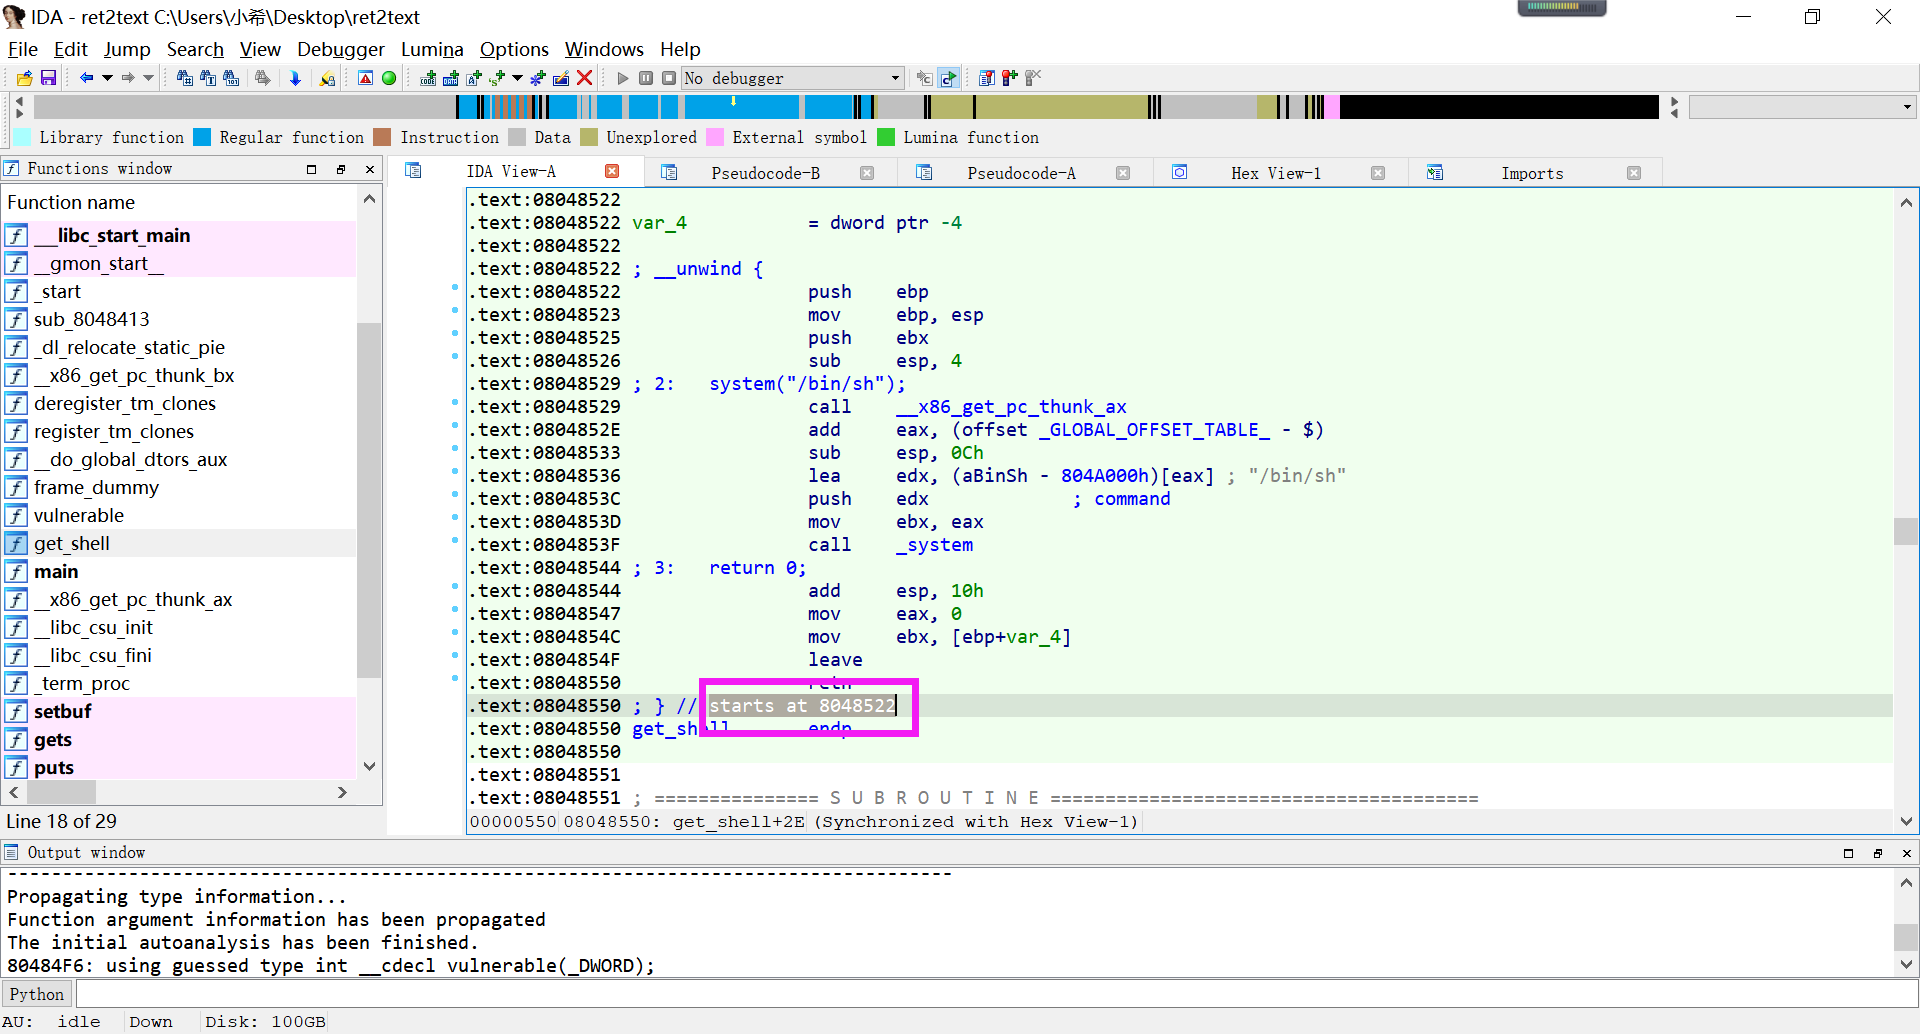 IDA - ret2text C:\Users\小希\Desktop\ret2text
File Edit Jump Search View Debugger Lumina Options Windows Help
No debugger
Library function Regular function Instruction Data Unexplored External symbol Lumina function
Functions window
IDA View-A Pseudocode-B Pseudocode-A Hex View-1 Imports
Function name
__libc_start_main
__gmon_start__
_start
sub_8048413
_dl_relocate_static_pie
__x86_get_pc_thunk_bx
deregister_tm_clones
register_tm_clones
__do_global_dtors_aux
frame_dummy
vulnerable
get_shell
main
__x86_get_pc_thunk_ax
__libc_csu_init
__libc_csu_fini
_term_proc
setbuf
gets
puts
Line 18 of 29
.text:08048522
.text:08048522 var_4 = dword ptr -4
.text:08048522
.text:08048522 ; __unwind {
.text:08048522 push ebp
.text:08048523 mov ebp, esp
.text:08048525 push ebx
.text:08048526 sub esp, 4
.text:08048529 ; 2: system("/bin/sh");
.text:08048529 call __x86_get_pc_thunk_ax
.text:0804852E add eax, (offset _GLOBAL_OFFSET_TABLE_ - $)
.text:08048533 sub esp, 0Ch
.text:08048536 lea edx, (aBinSh - 804A000h)[eax] ; "/bin/sh"
.text:0804853C push edx ; command
.text:0804853D mov ebx, eax
.text:0804853F call _system
.text:08048544 ; 3: return 0;
.text:08048544 add esp, 10h
.text:08048547 mov eax, 0
.text:0804854C mov ebx, [ebp+var_4]
.text:0804854F leave
.text:08048550 retn
.text:08048550 ; } // starts at 8048522
.text:08048550 get_shell endp
.text:08048550
.text:08048551
.text:08048551 ; =============== S U B R O U T I N E =======================================
00000550 08048550: get_shell+2E (Synchronized with Hex View-1)
Output window
--------------------------------------------------------------------------------------
Propagating type information...
Function argument information has been propagated
The initial autoanalysis has been finished.
80484F6: using guessed type int __cdecl vulnerable(_DWORD);
Python
AU: idle Down Disk: 100GB